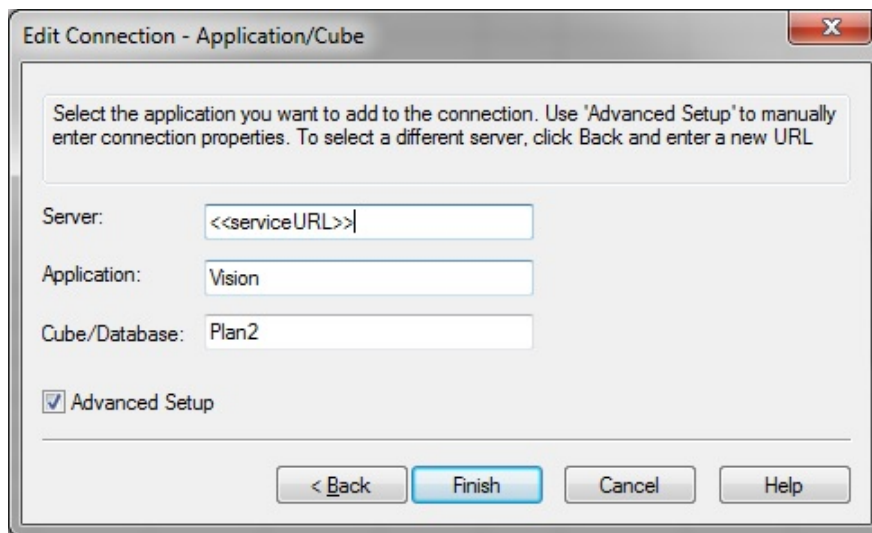 Edit Connection - Application/Cube
X
Select the application you want to add to the connection. Use 'Advanced Setup' to manually
enter connection properties. To select a different server, click Back and enter a new URL
Server: <<serviceURL>>
Application: Vision
Cube/Database: Plan2
Advanced Setup
< Back Finish Cancel Help